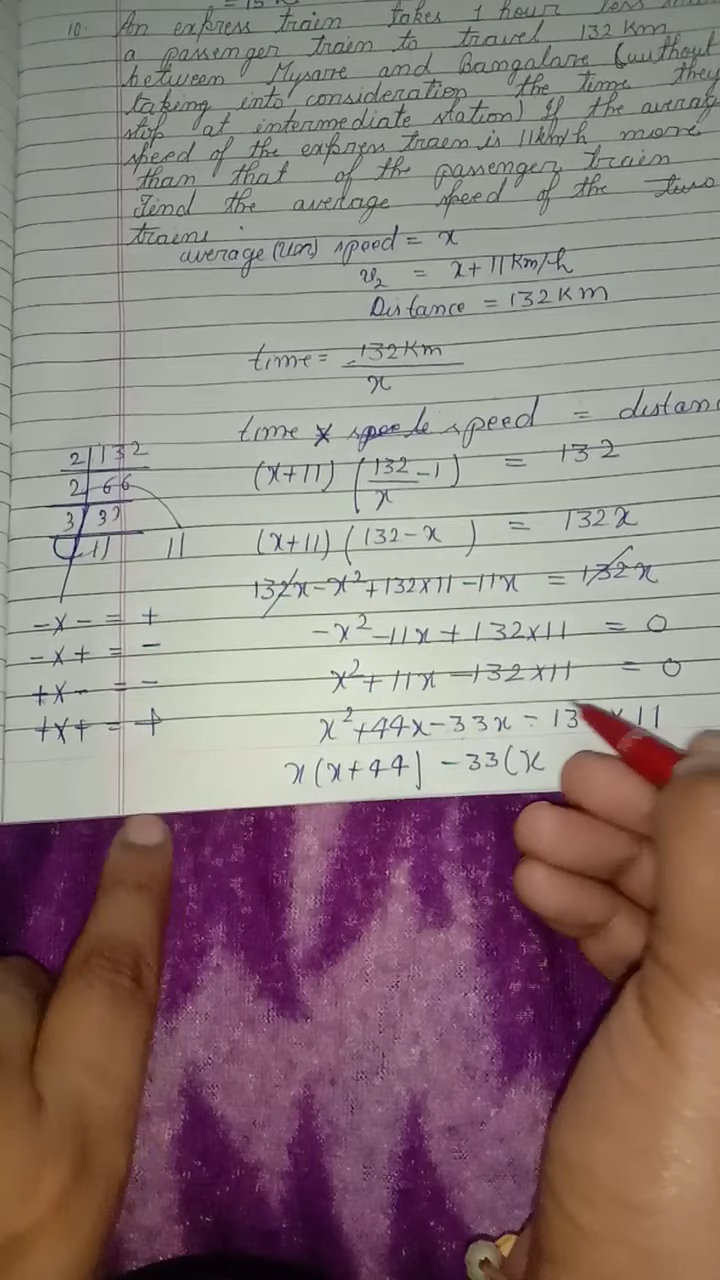 10. An express train takes 1 hour less
a passenger train to travel 132 Km
between Mysore and Bangalore (without
taking into consideration the time they
stop at intermediate station) If the average
speed of the express train is 11km/h more
than that of the passenger train
Find the average speed of the two
trains.
average (un) speed = x
v₂ = x+11 Km/h
Distance = 132 Km
time = 132Km / x
time × speed = distan
(x+11) (132/x - 1) = 132
(x+11) (132-x) = 132x
132x - x² + 132×11 - 11x = 132x
-x² - 11x + 132×11 = 0
x² + 11x - 132×11 = 0
x² + 44x - 33x - 13 × 11
x(x+44) - 33(x
2 | 132
2 | 66
3 | 33
11 11
-x- = +
-x+ = -
+x- = -
+x+ = +